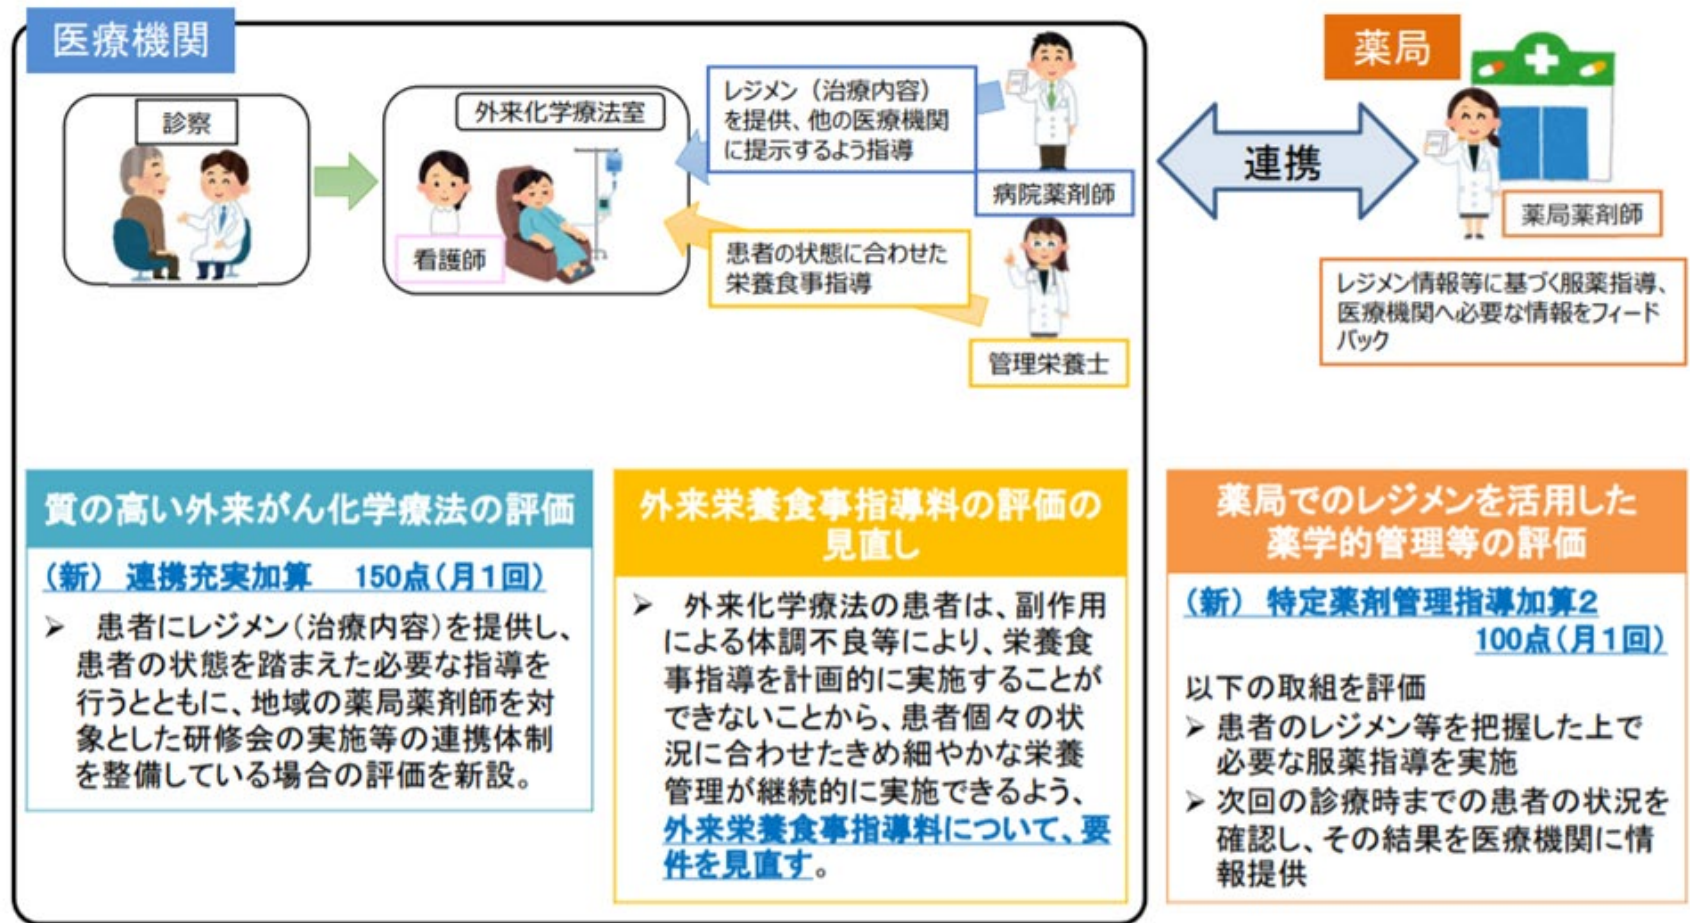 医療機関
診察
外来化学療法室
看護師
レジメン（治療内容）
を提供、他の医療機関
に提示するよう指導
病院薬剤師
患者の状態に合わせた
栄養食事指導
管理栄養士
連携
薬局
薬局薬剤師
レジメン情報等に基づく服薬指導、
医療機関へ必要な情報をフィード
バック
質の高い外来がん化学療法の評価
（新） 連携充実加算 150点（月１回）
➢ 患者にレジメン（治療内容）を提供し、
患者の状態を踏まえた必要な指導を
行うとともに、地域の薬局薬剤師を対
象とした研修会の実施等の連携体制
を整備している場合の評価を新設。
外来栄養食事指導料の評価の
見直し
➢ 外来化学療法の患者は、副作用
による体調不良等により、栄養食
事指導を計画的に実施することが
できないことから、患者個々の状
況に合わせたきめ細やかな栄養
管理が継続的に実施できるよう、
外来栄養食事指導料について、要
件を見直す。
薬局でのレジメンを活用した
薬学的管理等の評価
（新） 特定薬剤管理指導加算２
100点（月１回）
以下の取組を評価
➢ 患者のレジメン等を把握した上で
必要な服薬指導を実施
➢ 次回の診療時までの患者の状況を
確認し、その結果を医療機関に情
報提供